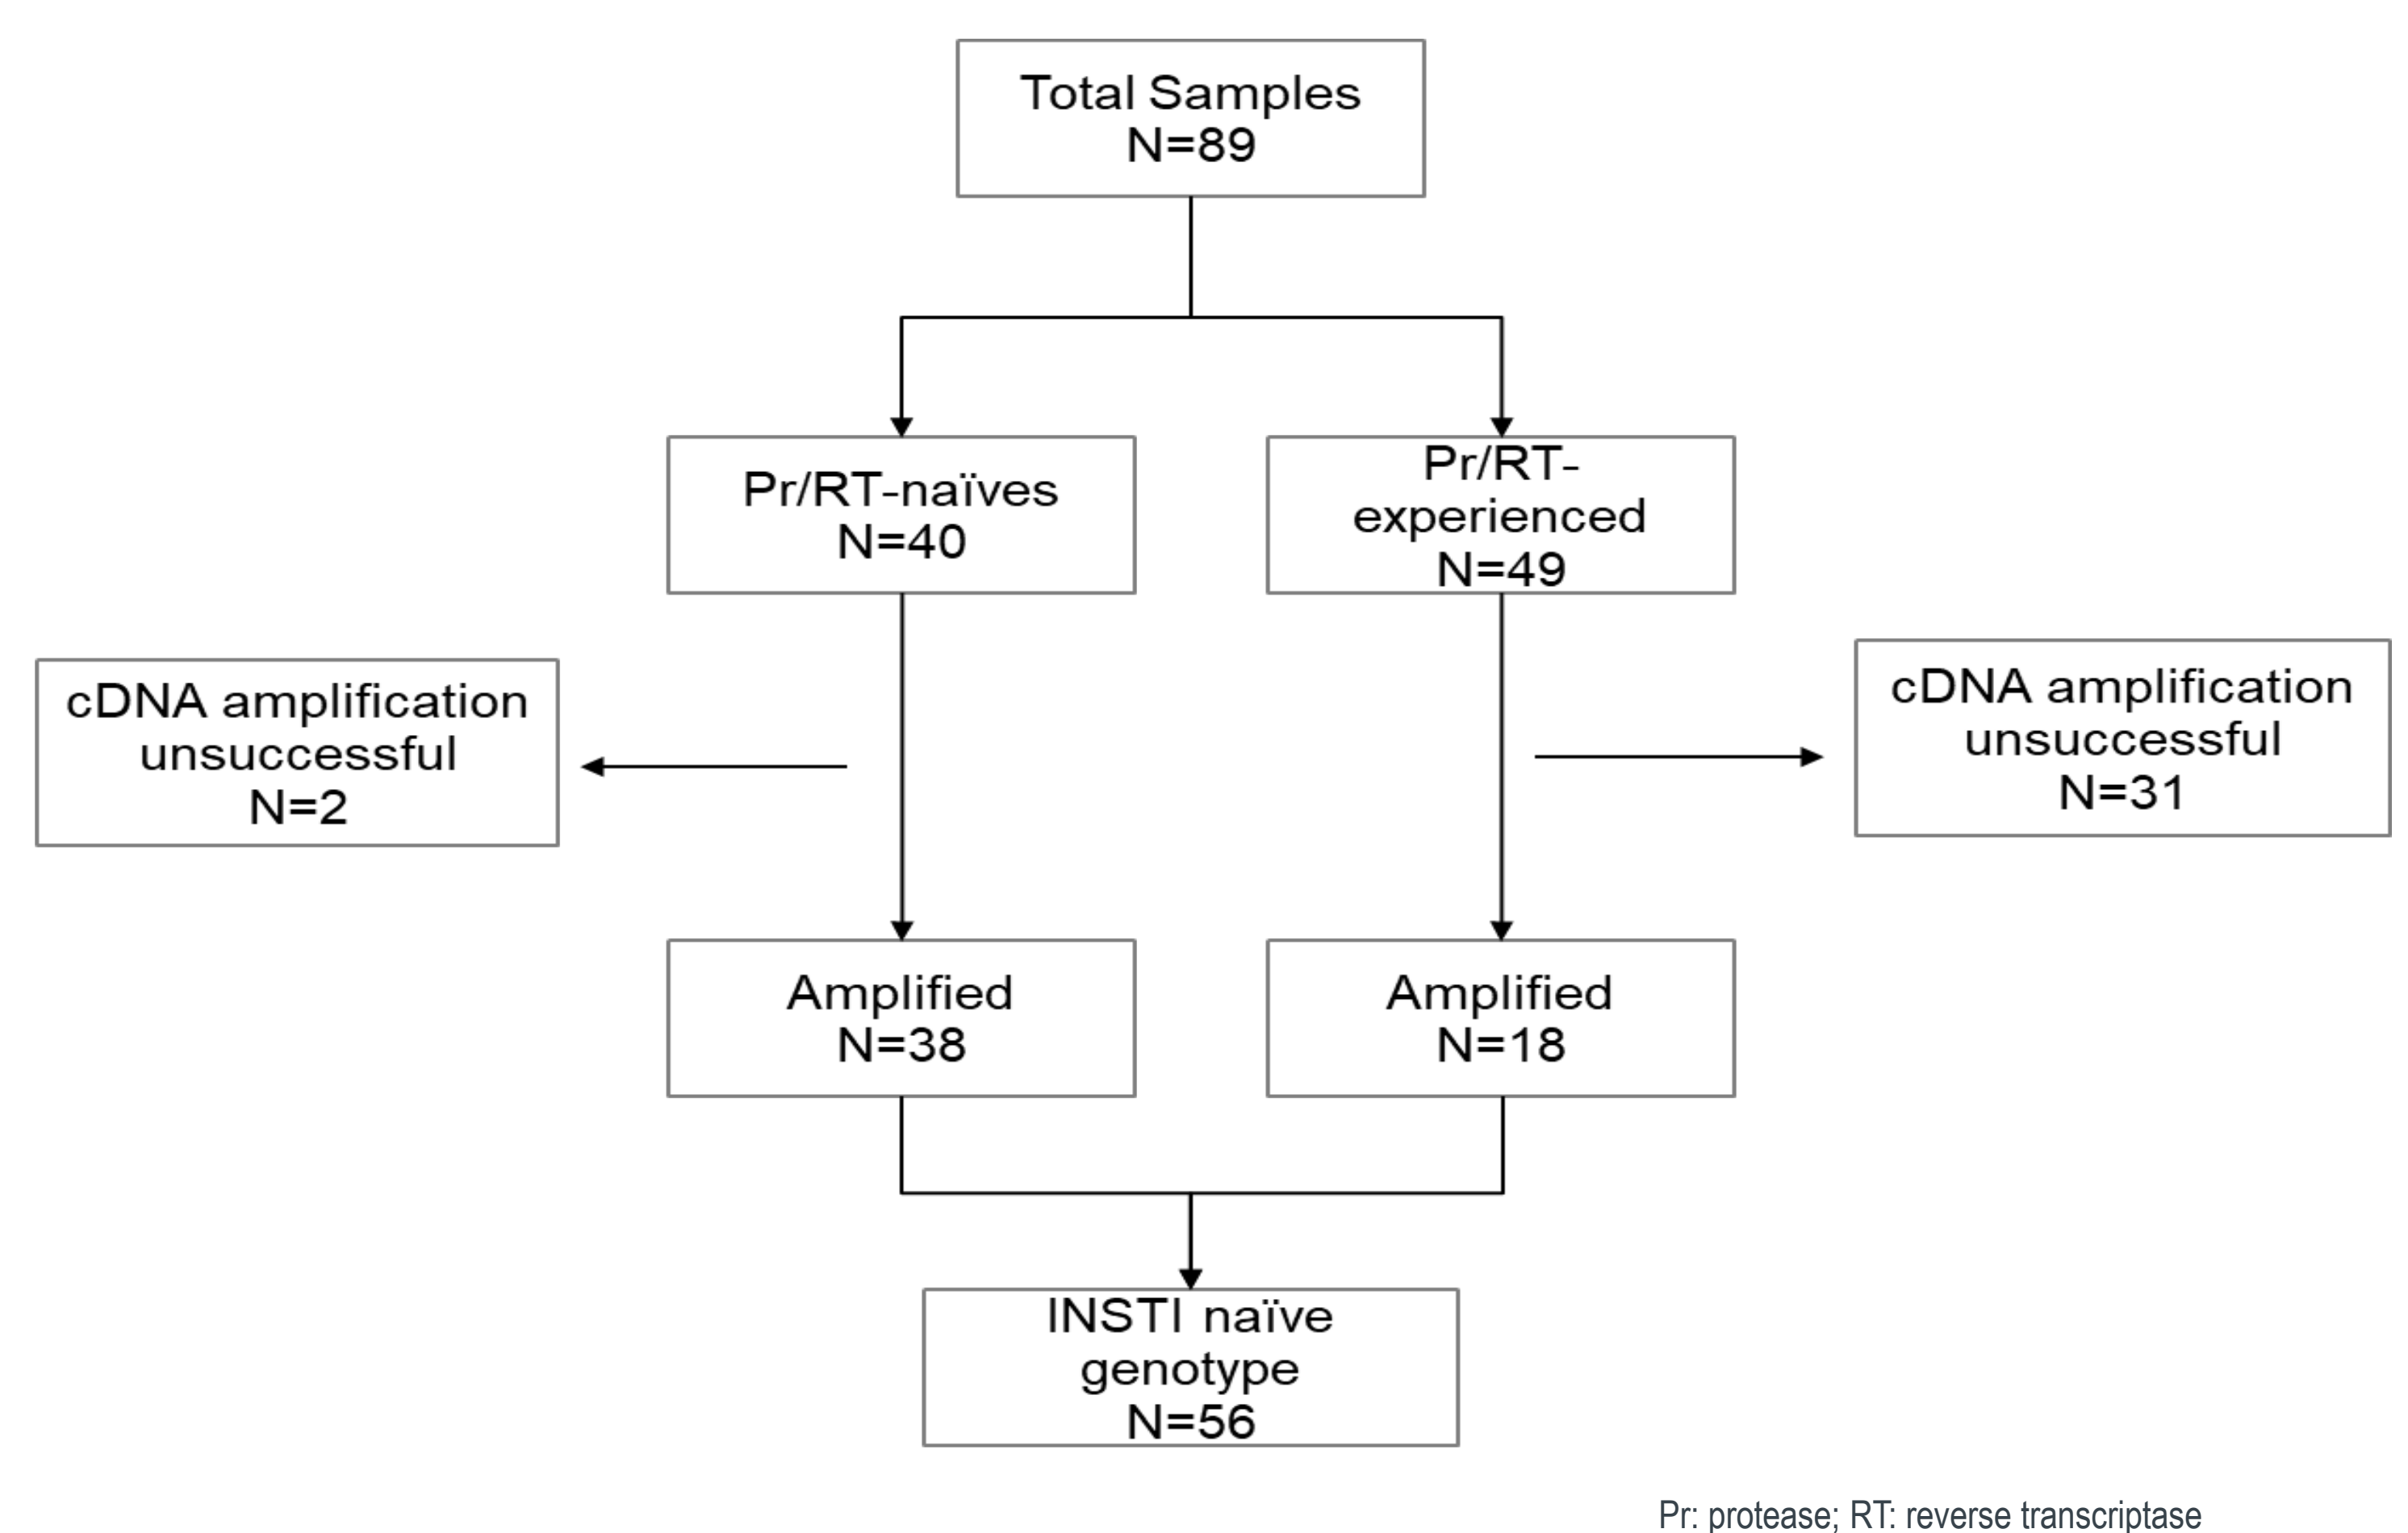 Total Samples
N=89
Pr/RT-naïves
N=40
Pr/RT-
experienced
N=49
cDNA amplification
unsuccessful
N=2
cDNA amplification
unsuccessful
N=31
Amplified
N=38
Amplified
N=18
INSTI naïve
genotype
N=56
Pr: protease; RT: reverse transcriptase